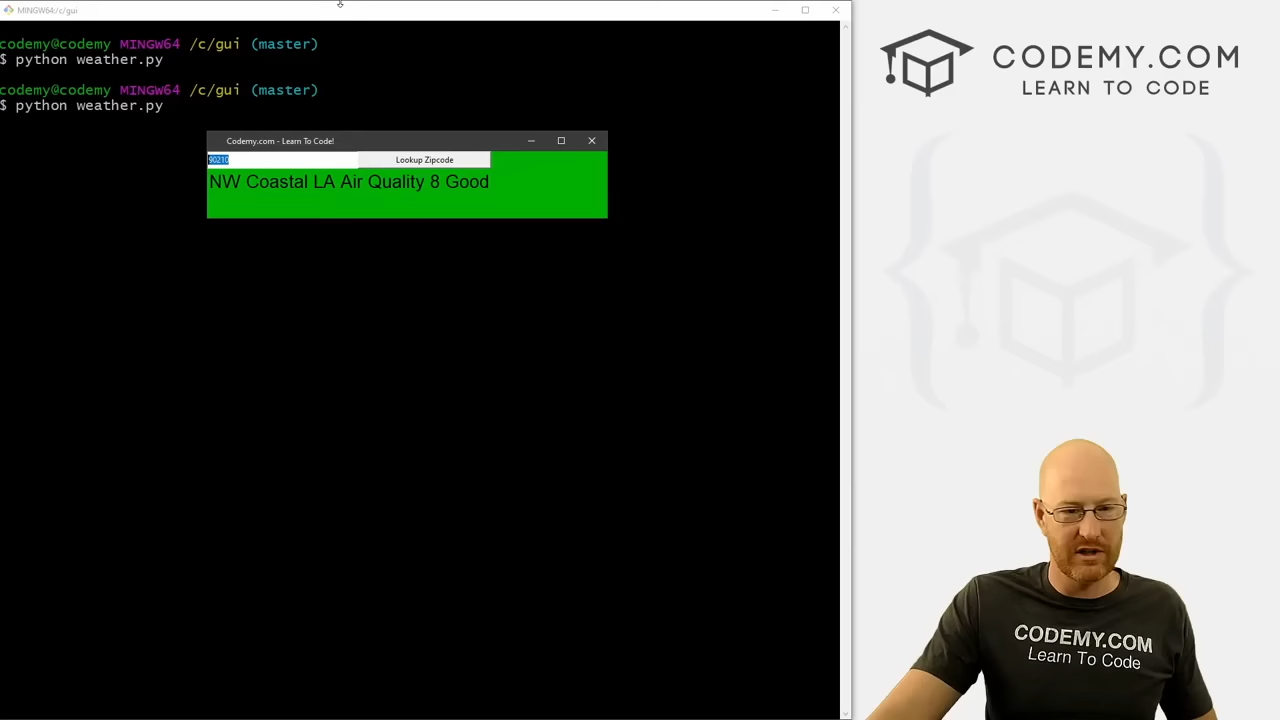 MINGW64:/c/gui
codemy@codemy MINGW64 /c/gui (master)
$ python weather.py
codemy@codemy MINGW64 /c/gui (master)
$ python weather.py
Codemy.com - Learn To Code!
90210 Lookup Zipcode
NW Coastal LA Air Quality 8 Good
CODEMY.COM
LEARN TO CODE
CODEMY.COM
Learn To Code